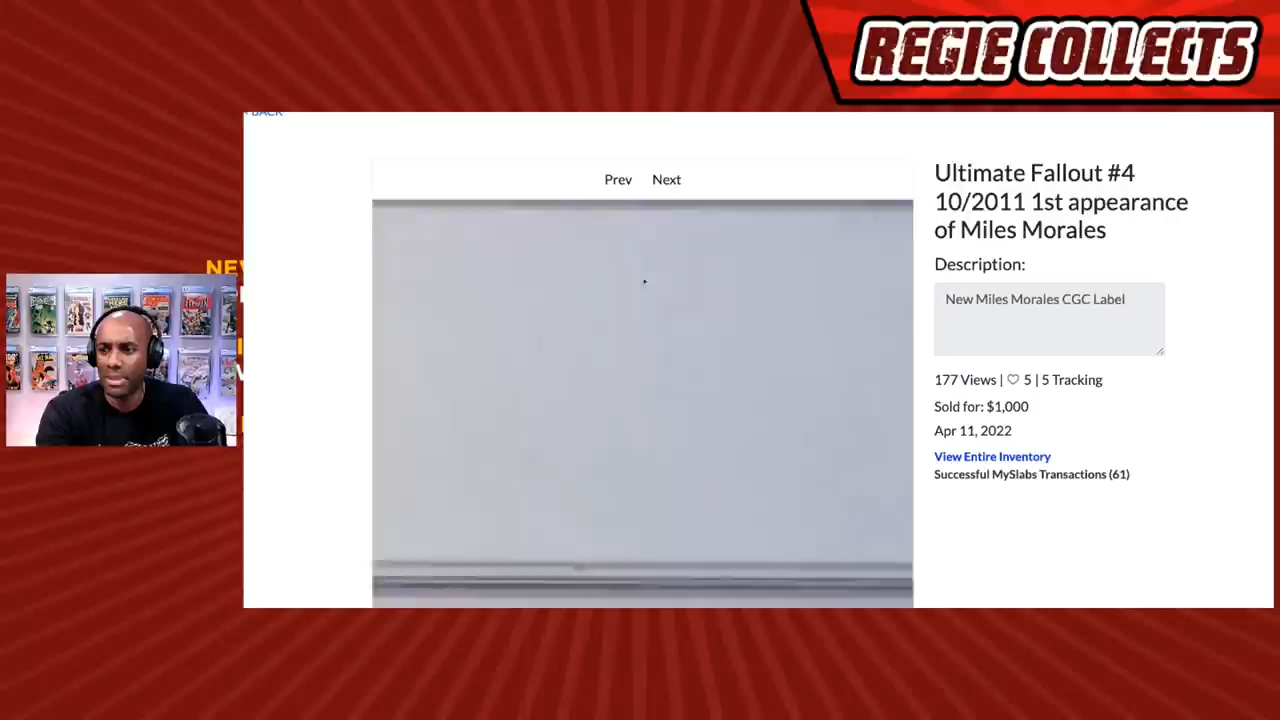 REGIE COLLECTS
BACK
Prev Next
Ultimate Fallout #4
10/2011 1st appearance
of Miles Morales
Description:
New Miles Morales CGC Label
177 Views | ♡ 5 | 5 Tracking
Sold for: $1,000
Apr 11, 2022
View Entire Inventory
Successful MySlabs Transactions (61)